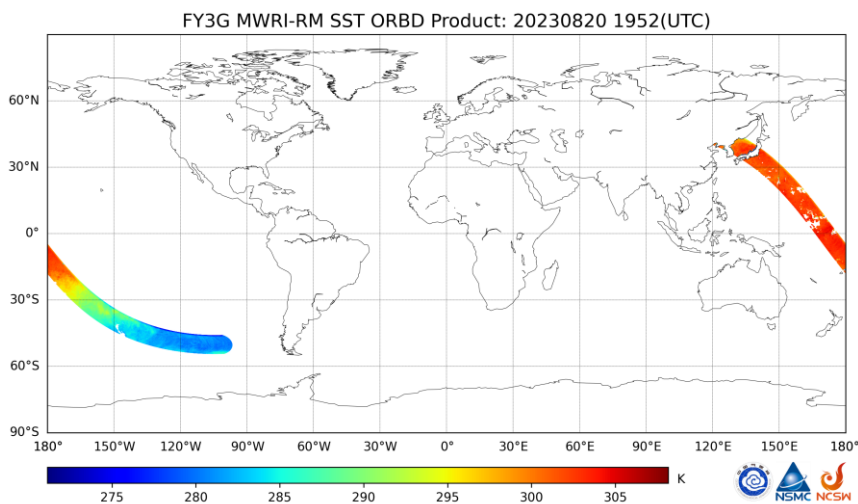 FY3G MWRI-RM SST ORBD Product: 20230820 1952(UTC)
60°N
30°N
0°
30°S
60°S
90°S
180° 150°W 120°W 90°W 60°W 30°W 0° 30°E 60°E 90°E 120°E 150°E 180°
275 280 285 290 295 300 305 K
NSMC NCSW